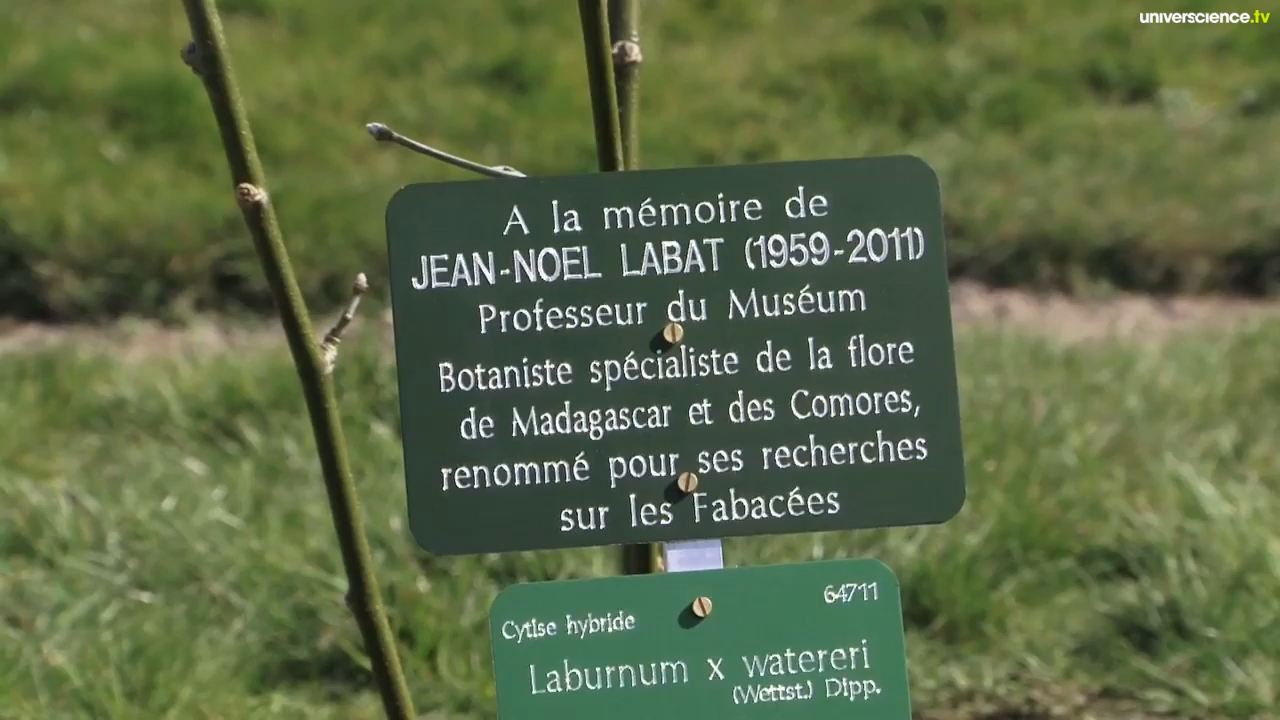 universcience.tv
A la mémoire de
JEAN-NOEL LABAT (1959-2011)
Professeur du Muséum
Botaniste spécialiste de la flore
de Madagascar et des Comores,
renommé pour ses recherches
sur les Fabacées
64711
Cytise hybride
Laburnum x watereri
(Wettst.) Dipp.